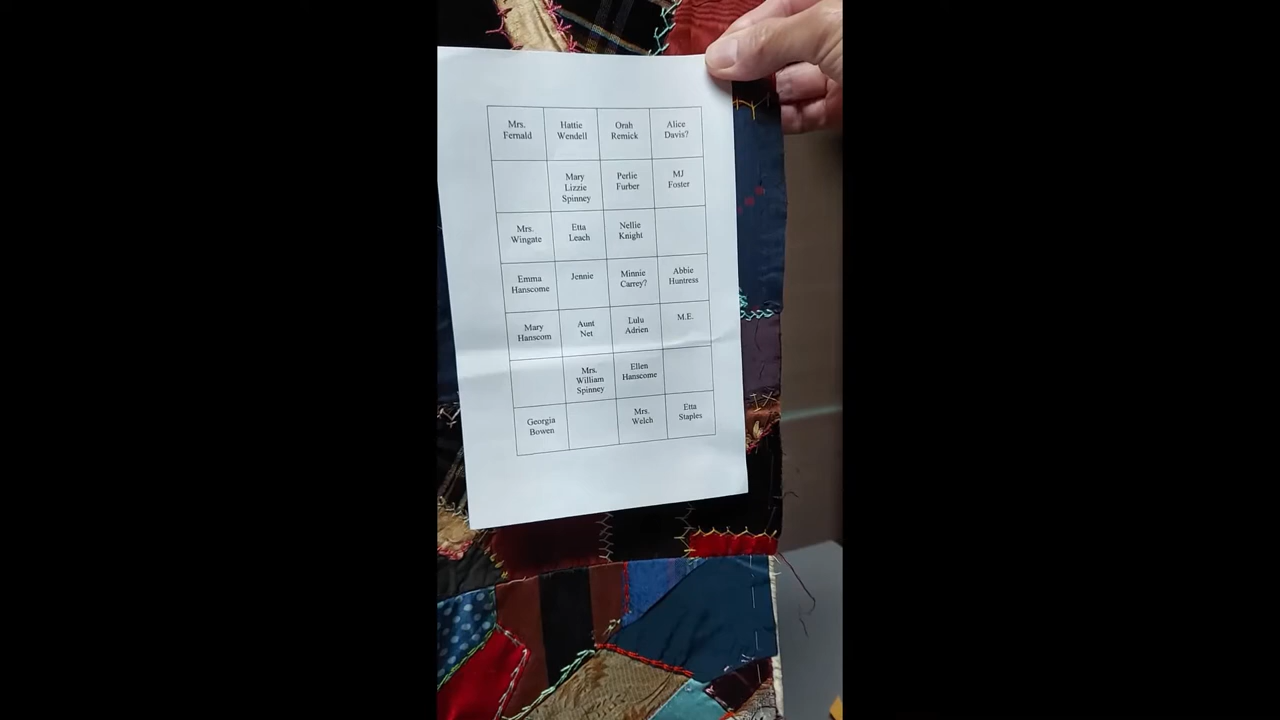 Mrs. Fernald
Hattie Wendell
Orah Remick
Alice Davis?
Mary Lizzie Spinney
Perlie Furber
MJ Foster
Mrs. Wingate
Etta Leach
Nellie Knight
Emma Hanscome
Jennie
Minnie Carrey?
Abbie Huntress
Mary Hanscom
Aunt Net
Lulu Adrien
M.E.
Mrs. William Spinney
Ellen Hanscome
Georgia Bowen
Mrs. Welch
Etta Staples